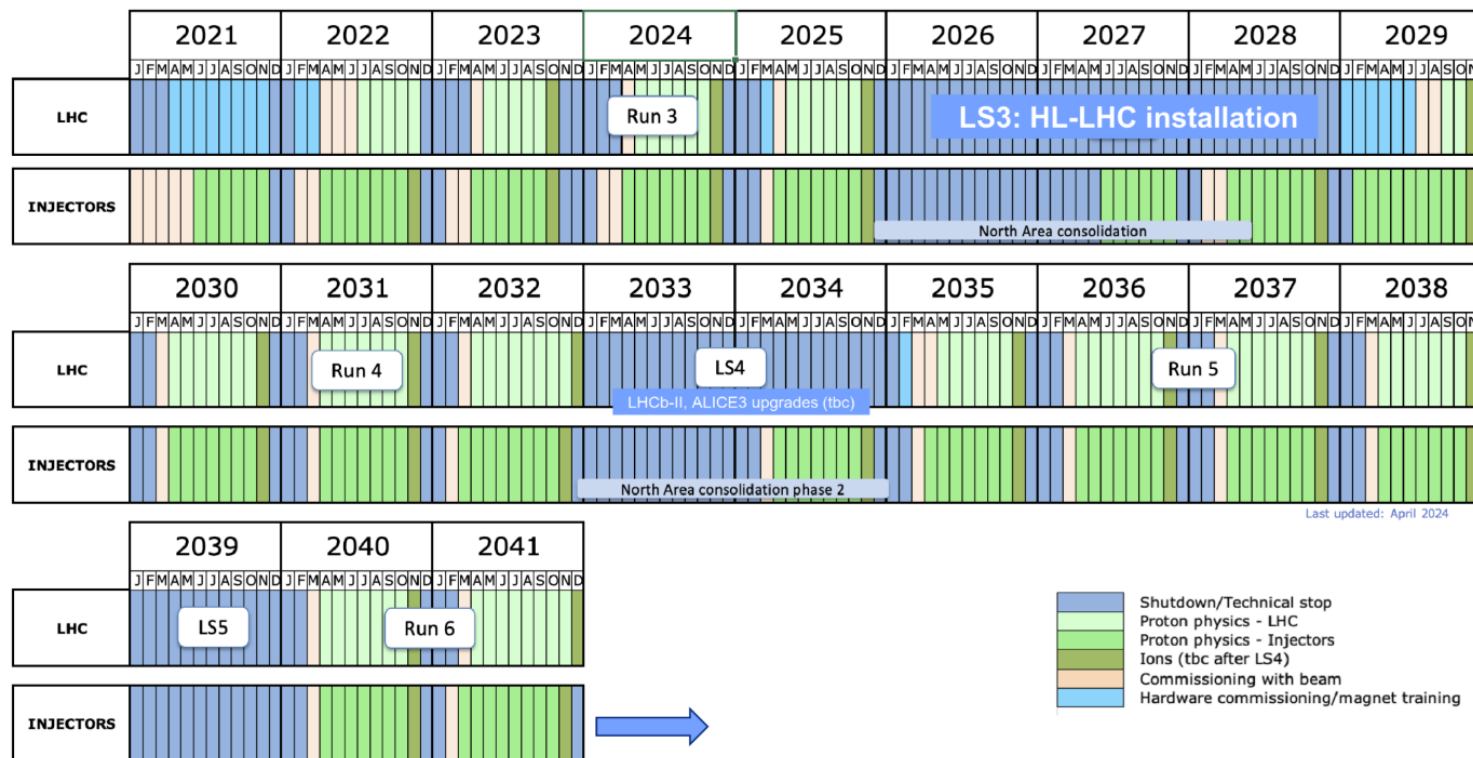 2021 2022 2023 2024 2025 2026 2027 2028 2029
J F M A M J J A S O N D J F M A M J J A S O N D J F M A M J J A S O N D J F M A M J J A S O N D J F M A M J J A S O N D J F M A M J J A S O N D J F M A M J J A S O N D J F M A M J J A S O N D J F M A M J J A S O N
LHC Run 3 LS3: HL-LHC installation
INJECTORS
North Area consolidation
2030 2031 2032 2033 2034 2035 2036 2037 2038
J F M A M J J A S O N D J F M A M J J A S O N D J F M A M J J A S O N D J F M A M J J A S O N D J F M A M J J A S O N D J F M A M J J A S O N D J F M A M J J A S O N D J F M A M J J A S O N D J F M A M J J A S O N
LHC Run 4 LS4 Run 5
LHCb-II, ALICE3 upgrades (tbc)
INJECTORS
North Area consolidation phase 2
Last updated: April 2024
2039 2040 2041
J F M A M J J A S O N D J F M A M J J A S O N D J F M A M J J A S O N D
LHC LS5 Run 6
INJECTORS
Shutdown/Technical stop
Proton physics - LHC
Proton physics - Injectors
Ions (tbc after LS4)
Commissioning with beam
Hardware commissioning/magnet training